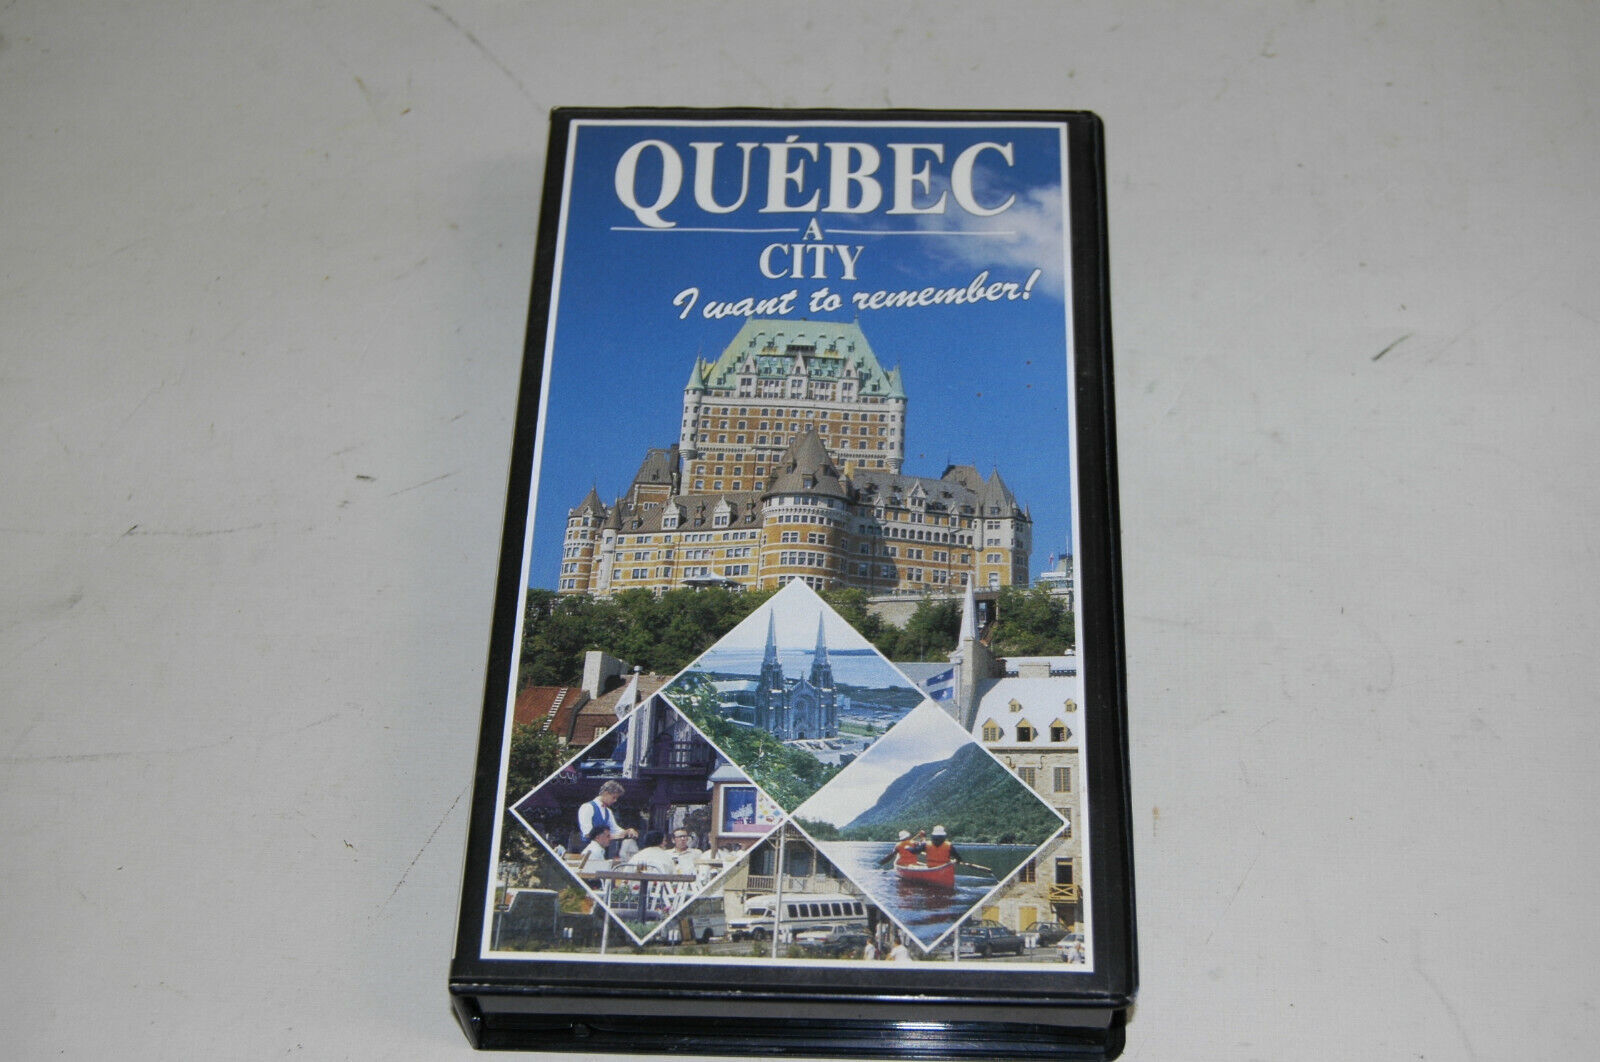 QUÉBEC
A
CITY
I want to remember!